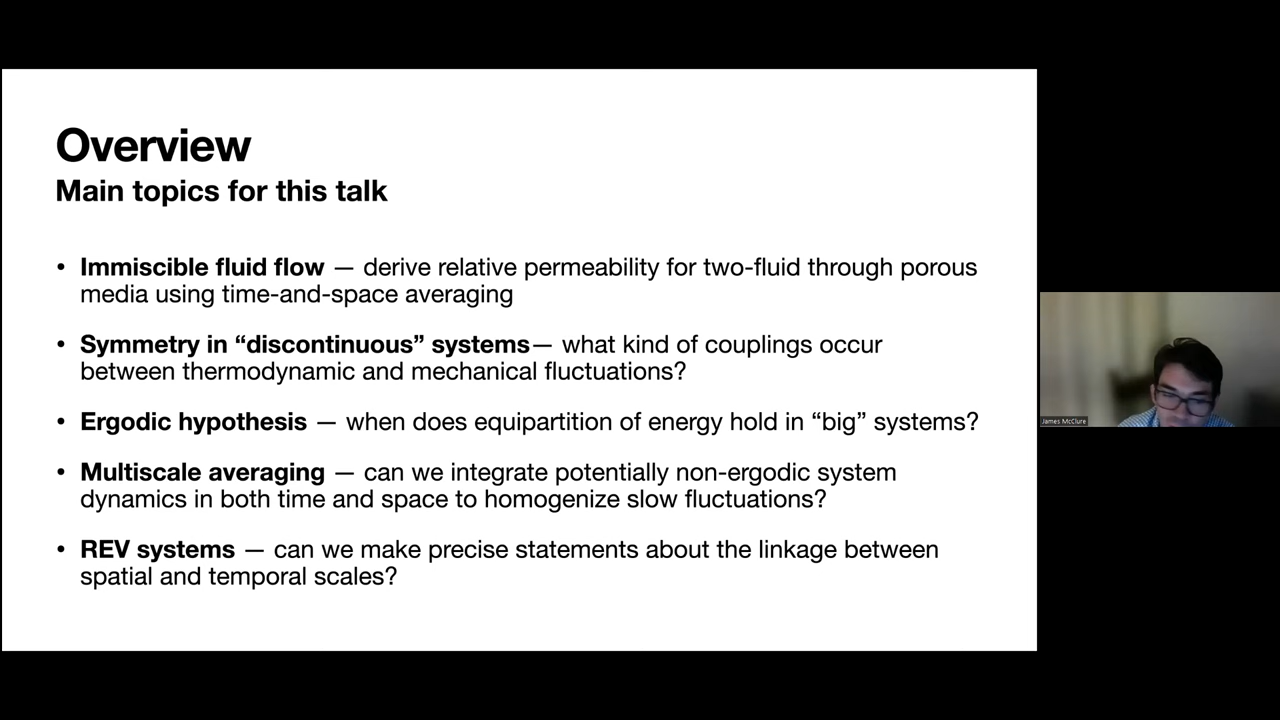 Overview
Main topics for this talk
• Immiscible fluid flow — derive relative permeability for two-fluid through porous
media using time-and-space averaging
• Symmetry in “discontinuous” systems— what kind of couplings occur
between thermodynamic and mechanical fluctuations?
• Ergodic hypothesis — when does equipartition of energy hold in “big” systems?
• Multiscale averaging — can we integrate potentially non-ergodic system
dynamics in both time and space to homogenize slow fluctuations?
• REV systems — can we make precise statements about the linkage between
spatial and temporal scales?
James McClure